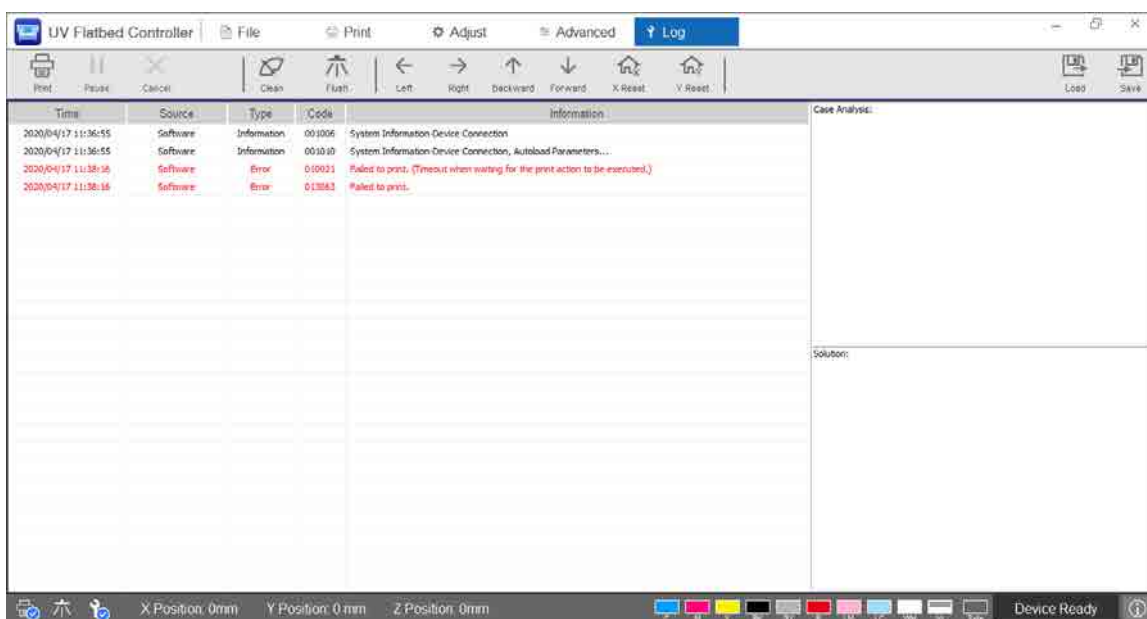 UV Flatbed Controller File Print Adjust Advanced Log
Print Pause Cancel Clean Flush Left Right Backward Forward X Reset Y Reset Load Save
Time Source Type Code Information
Case Analysis:
2020/04/17 11:36:55 Software Information 001006 System Information-Device Connection
2020/04/17 11:36:55 Software Information 001010 System Information-Device Connection, Autoload Parameters...
2020/04/17 11:38:16 Software Error 010021 Failed to print. (Timeout when waiting for the print action to be executed.)
2020/04/17 11:38:16 Software Error Failed to print.
Solution:
X Position: 0mm Y Position: 0 mm Z Position: 0mm Device Ready